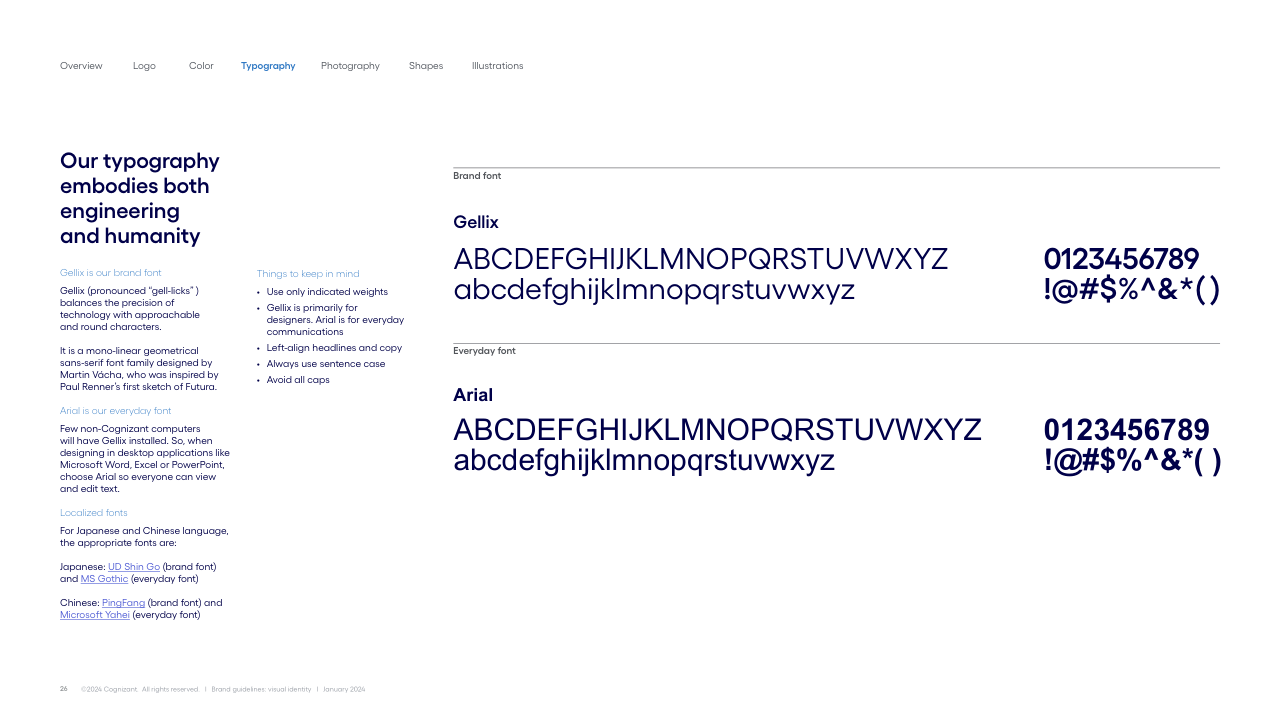 Overview Logo Color Typography Photography Shapes Illustrations
Our typography
embodies both
engineering
and humanity
Gellix is our brand font
Gellix (pronounced “gell-licks” )
balances the precision of
technology with approachable
and round characters.
It is a mono-linear geometrical
sans-serif font family designed by
Martin Vácha, who was inspired by
Paul Renner’s first sketch of Futura.
Arial is our everyday font
Few non-Cognizant computers
will have Gellix installed. So, when
designing in desktop applications like
Microsoft Word, Excel or PowerPoint,
choose Arial so everyone can view
and edit text.
Localized fonts
For Japanese and Chinese language,
the appropriate fonts are:
Japanese: UD Shin Go (brand font)
and MS Gothic (everyday font)
Chinese: PingFang (brand font) and
Microsoft Yahei (everyday font)
Things to keep in mind
• Use only indicated weights
• Gellix is primarily for
designers. Arial is for everyday
communications
• Left-align headlines and copy
• Always use sentence case
• Avoid all caps
Brand font
Gellix
ABCDEFGHIJKLMNOPQRSTUVWXYZ
abcdefghijklmnopqrstuvwxyz
0123456789
!@#$%^&*()
Everyday font
Arial
ABCDEFGHIJKLMNOPQRSTUVWXYZ
abcdefghijklmnopqrstuvwxyz
0123456789
!@#$%^&*( )
26 ©2024 Cognizant. All rights reserved. | Brand guidelines: visual identity | January 2024